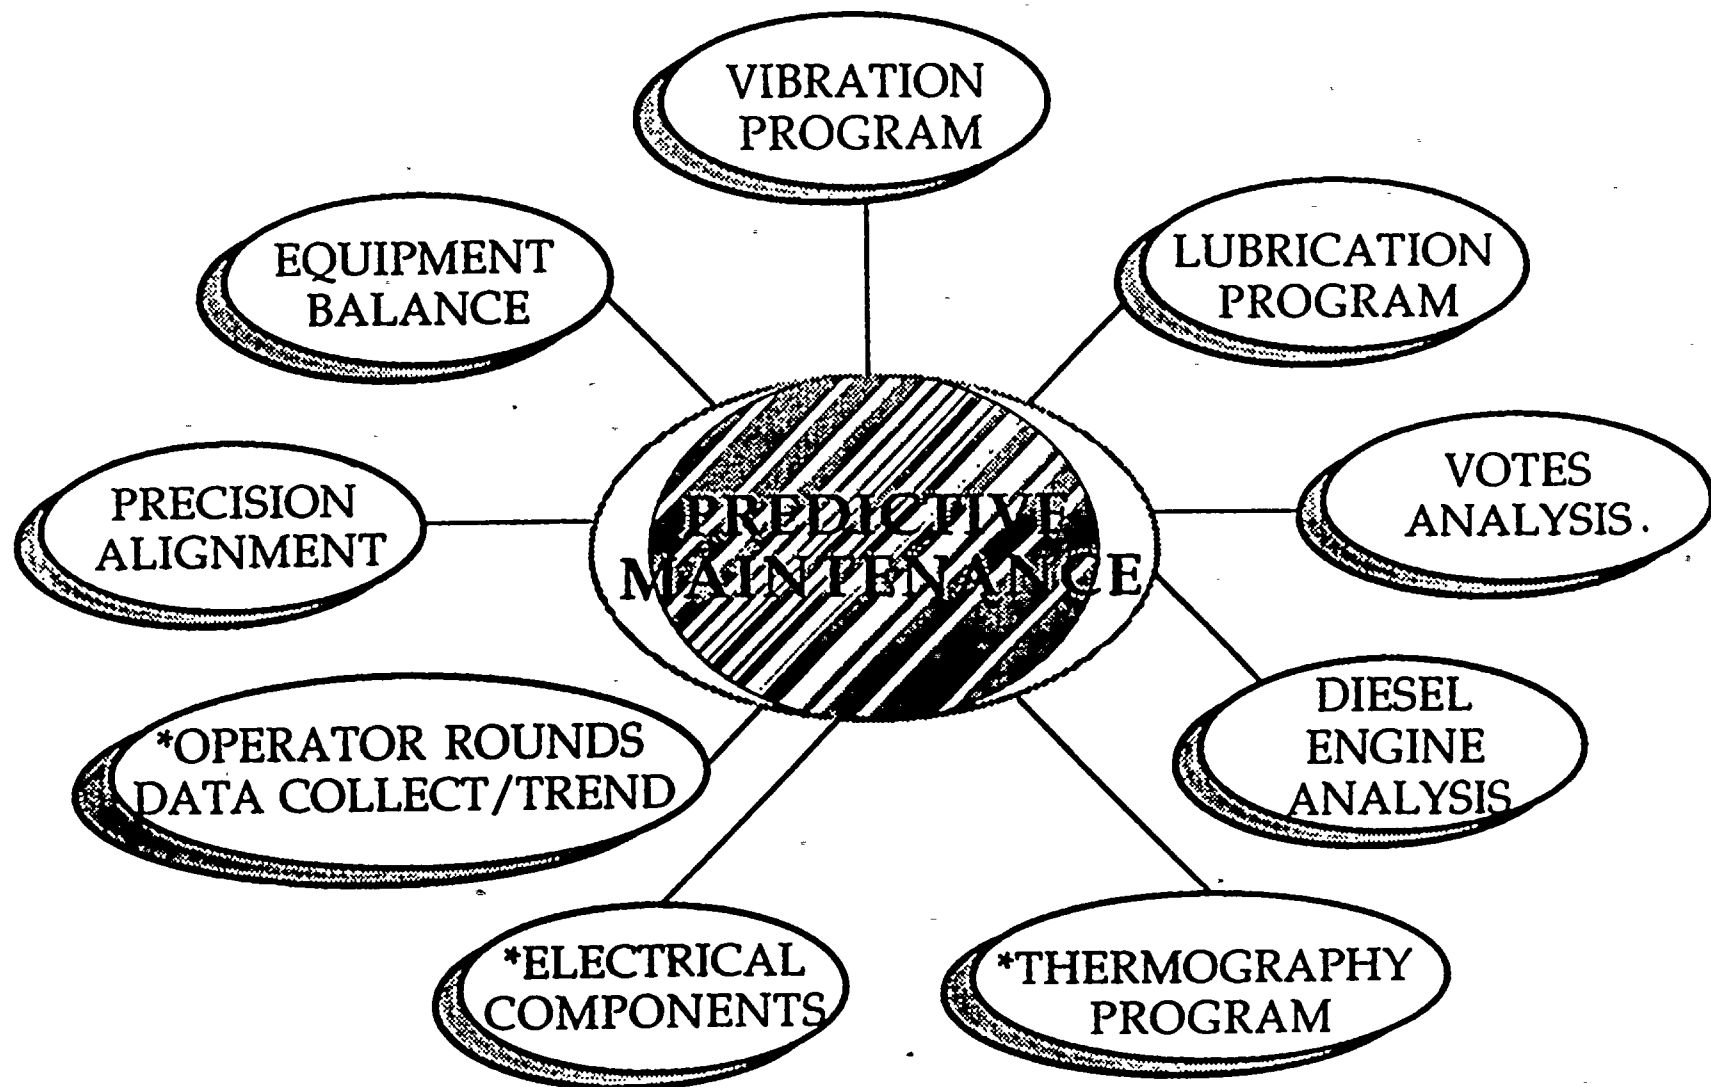 VIBRATION
PROGRAM
EQUIPMENT
BALANCE
LUBRICATION
PROGRAM
PRECISION
ALIGNMENT
PREDICTIVE
MAINTENANCE
VOTES
ANALYSIS.
*OPERATOR ROUNDS
DATA COLLECT/TREND
DIESEL
ENGINE
ANALYSIS
*ELECTRICAL
COMPONENTS
*THERMOGRAPHY
PROGRAM